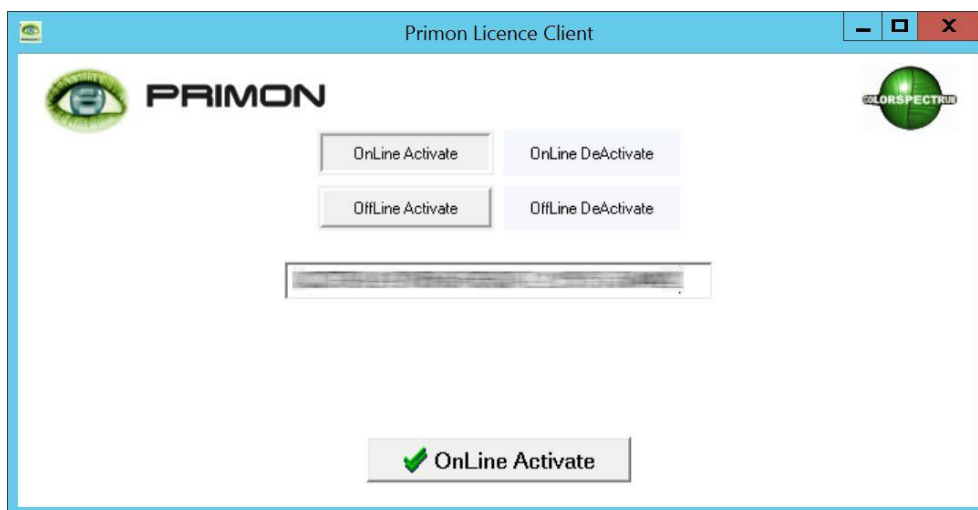 Primon Licence Client
PRIMON
COLORSPECTRUM
OnLine Activate OnLine DeActivate
OffLine Activate OffLine DeActivate
OnLine Activate